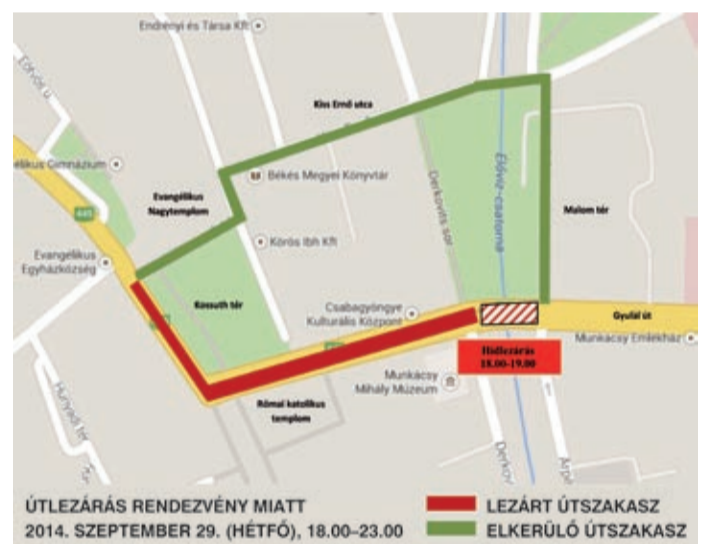 Endrényi és Társa Kft
Eötvös u
Kiss Ernő utca
Békés Megyei Könyvtár
Evangélikus
Nagytemplom
445
Derkovits sor
Élővíz-csatorna
Malom tér
Evangélikus
Egyházközség
Körös Ibh Kft
Kossuth tér
Csabagyöngye
Kulturális Központ
Gyulai út
Munkácsy Emlékház
Hídlezárás
18.00-19.00
Munkácsy
Mihály Múzeum
Római katolikus
templom
Hunyadi tér
Derkov
Árpá
ÚTLEZÁRÁS RENDEZVÉNY MIATT
2014. SZEPTEMBER 29. (HÉTFŐ), 18.00–23.00
LEZÁRT ÚTSZAKASZ
ELKERÜLŐ ÚTSZAKASZ